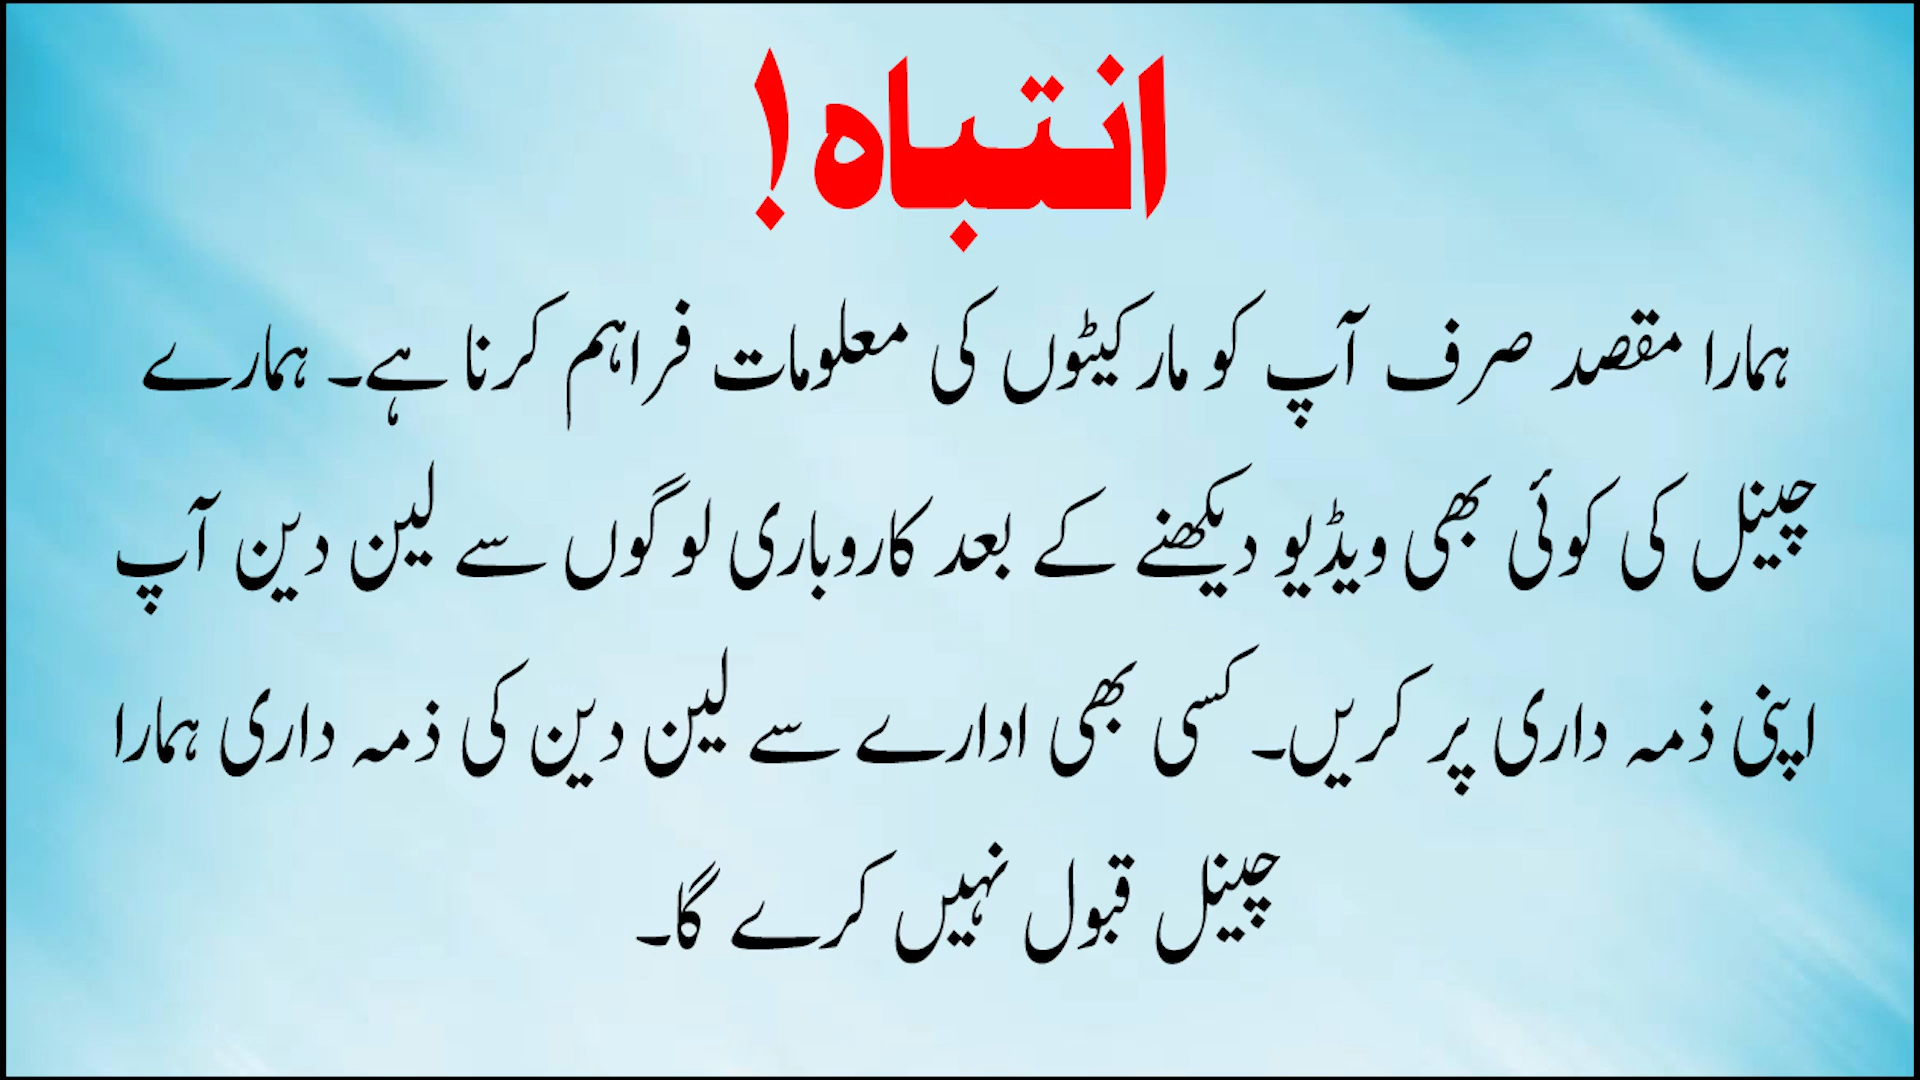 انتباہ!
ہمارا مقصد صرف آپ کو مارکیٹوں کی معلومات فراہم کرنا ہے۔ ہمارے
چینل کی کوئی بھی ویڈیو دیکھنے کے بعد کاروباری لوگوں سے لین دین آپ
اپنی ذمہ داری پر کریں۔ کسی بھی ادارے سے لین دین کی ذمہ داری ہمارا
چینل قبول نہیں کرے گا۔